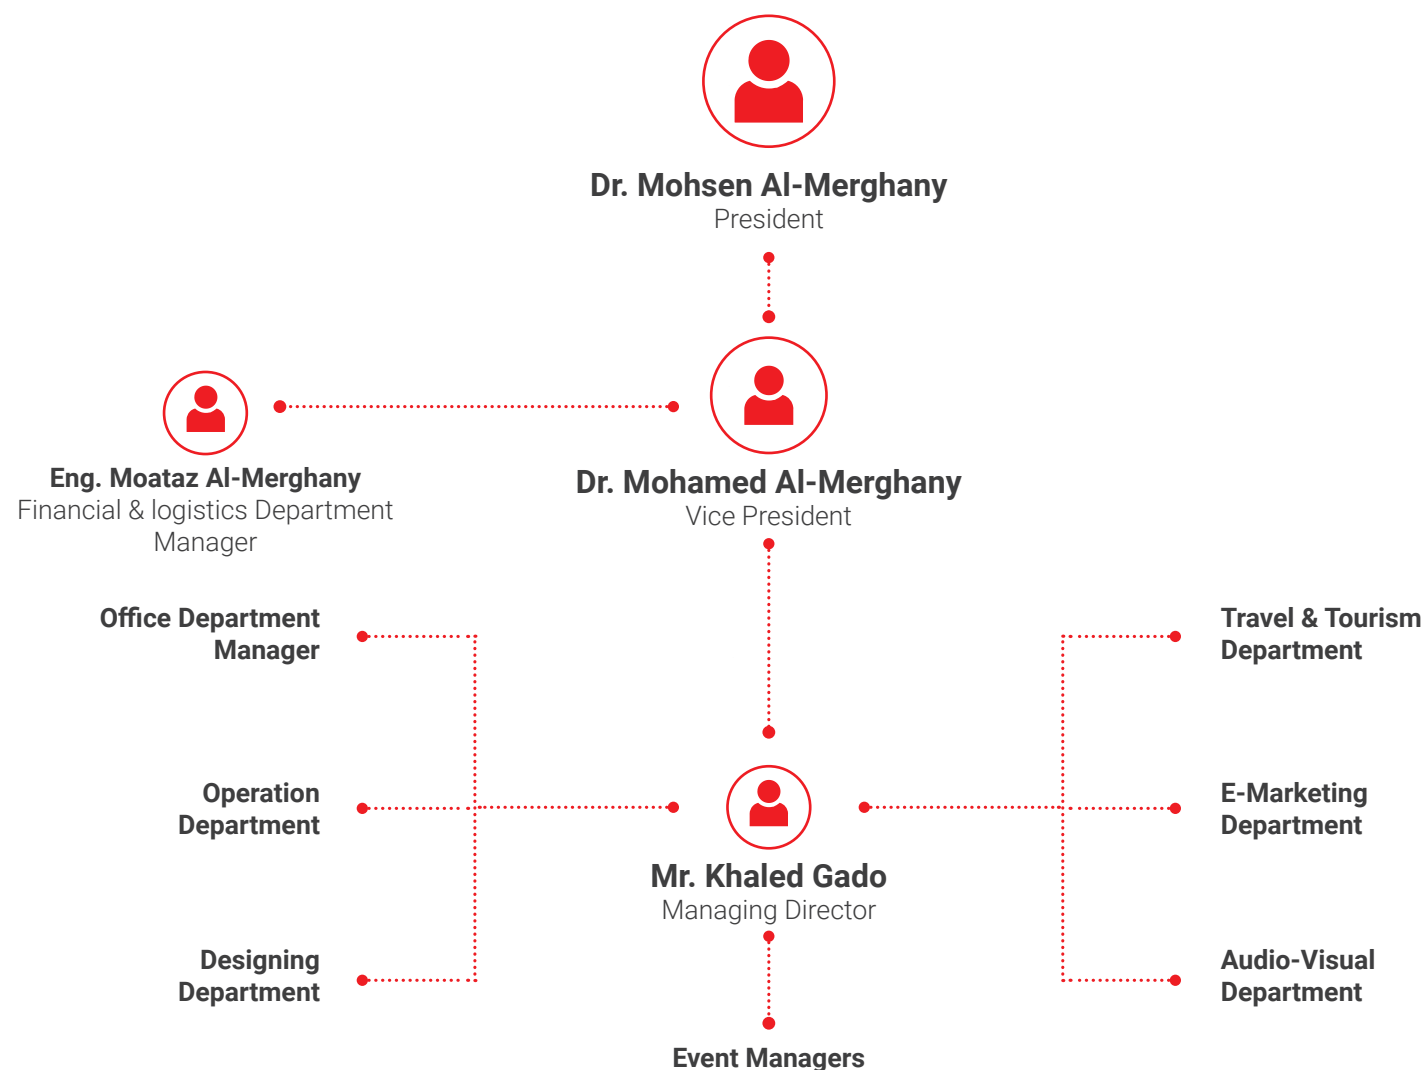 Dr. Mohsen Al-Merghany
President
Eng. Moataz Al-Merghany
Financial & logistics Department
Manager
Dr. Mohamed Al-Merghany
Vice President
Office Department
Manager
Travel & Tourism
Department
Operation
Department
E-Marketing
Department
Mr. Khaled Gado
Managing Director
Designing
Department
Audio-Visual
Department
Event Managers